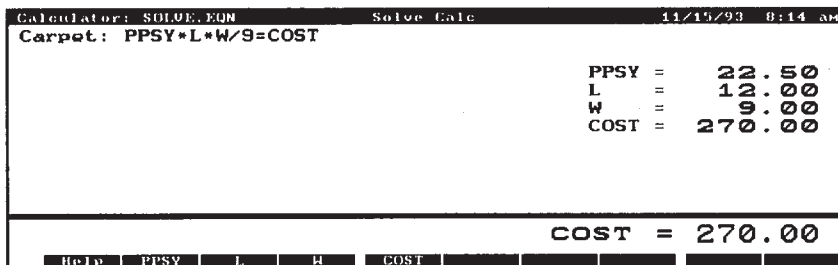 Calculator: SOLVE.EQN Solve Calc 11/15/93 8:14 am
Carpet: PPSY*L*W/9=COST
PPSY = 22.50
L = 12.00
W = 9.00
COST = 270.00
COST = 270.00
Help PPSY L W COST